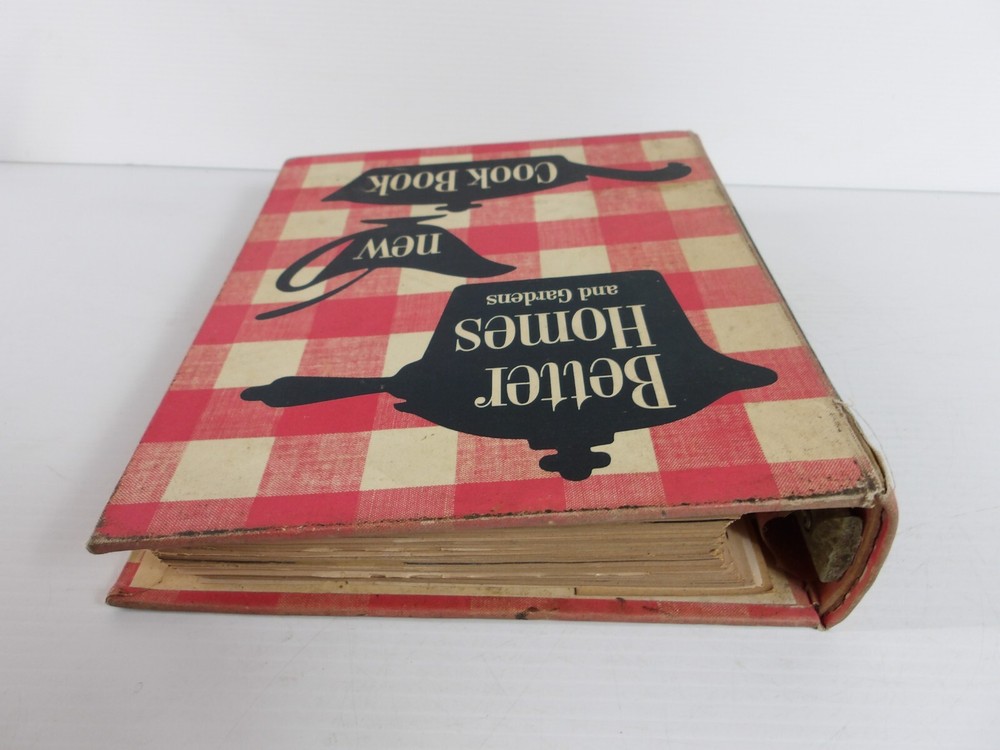 Better
Homes
and Gardens
new
Cook Book